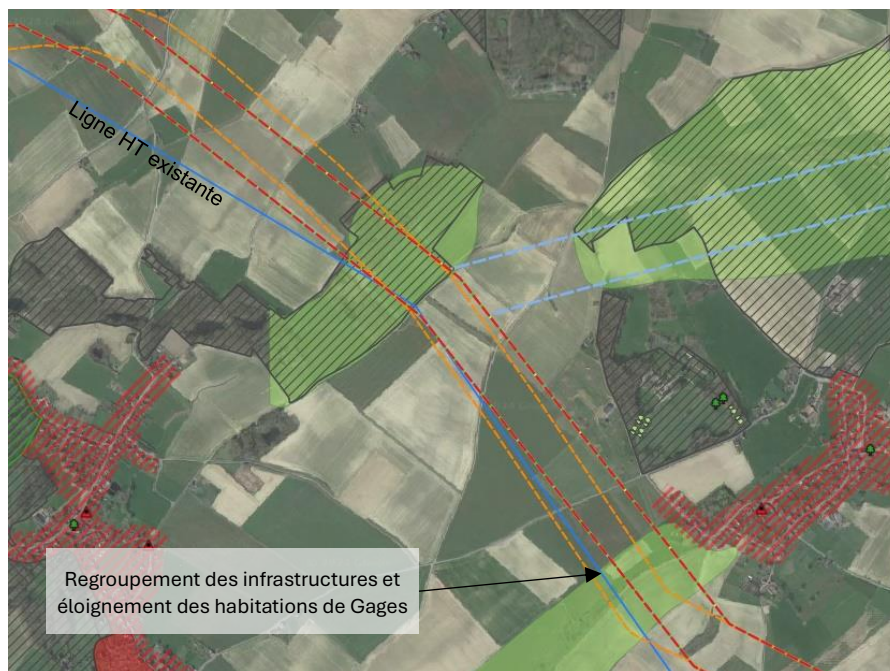 Ligne HT existante
Regroupement des infrastructures et
éloignement des habitations de Gages